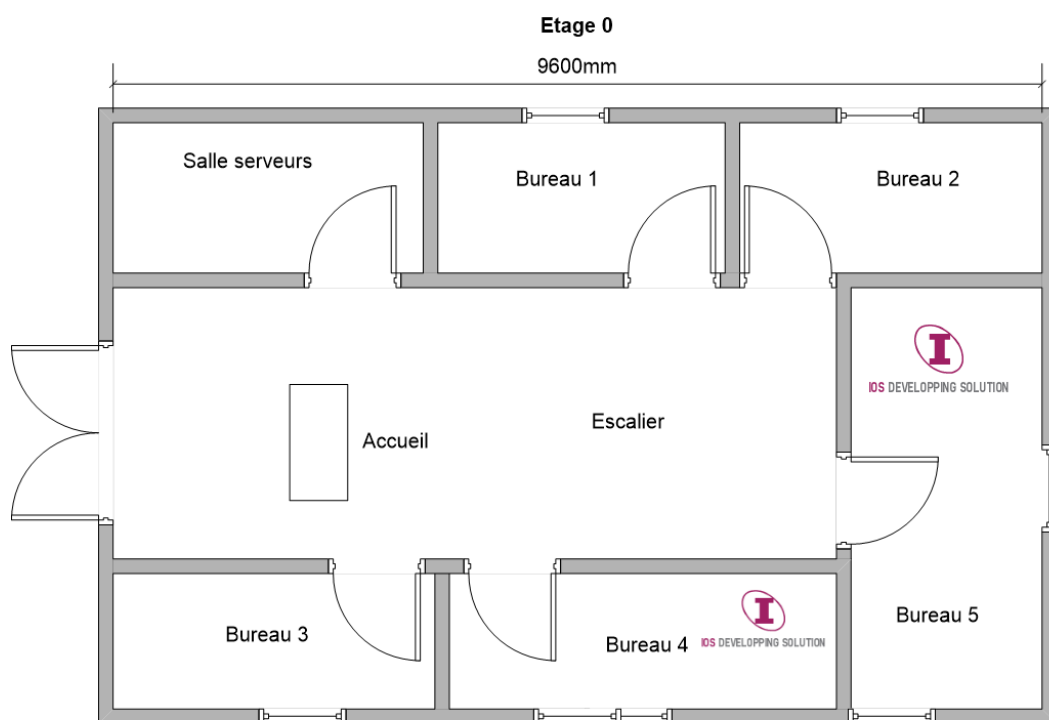 Etage 0
9600mm
Salle serveurs
Bureau 1
Bureau 2
IOS DEVELOPPING SOLUTION
Escalier
Accueil
Bureau 3
Bureau 4
IOS DEVELOPPING SOLUTION
Bureau 5